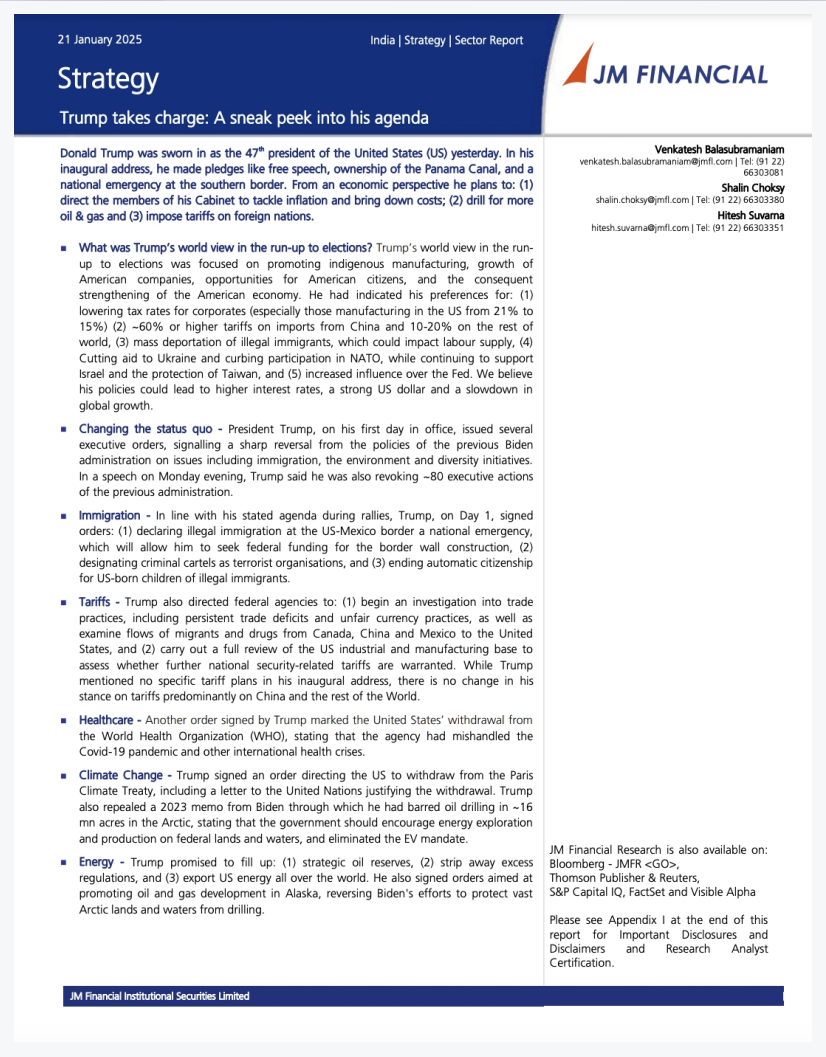 21 January 2025
India | Strategy | Sector Report
Strategy
Trump takes charge: A sneak peek into his agenda
JM FINANCIAL
Donald Trump was sworn in as the 47th president of the United States (US) yesterday. In his
inaugural address, he made pledges like free speech, ownership of the Panama Canal, and a
national emergency at the southern border. From an economic perspective he plans to: (1)
direct the members of his Cabinet to tackle inflation and bring down costs; (2) drill for more
oil & gas and (3) impose tariffs on foreign nations.
■ What was Trump's world view in the run-up to elections? Trump's world view in the run-
up to elections was focused on promoting indigenous manufacturing, growth of
American companies, opportunities for American citizens, and the consequent
strengthening of the American economy. He had indicated his preferences for: (1)
lowering tax rates for corporates (especially those manufacturing in the US from 21% to
15%) (2) ~60% or higher tariffs on imports from China and 10-20% on the rest of
world, (3) mass deportation of illegal immigrants, which could impact labour supply, (4)
Cutting aid to Ukraine and curbing participation in NATO, while continuing to support
Israel and the protection of Taiwan, and (5) increased influence over the Fed. We believe
his policies could lead to higher interest rates, a strong US dollar and a slowdown in
global growth.
■ Changing the status quo - President Trump, on his first day in office, issued several
executive orders, signalling a sharp reversal from the policies of the previous Biden
administration on issues including immigration, the environment and diversity initiatives.
In a speech on Monday evening, Trump said he was also revoking ~80 executive actions
of the previous administration.
■ Immigration - In line with his stated agenda during rallies, Trump, on Day 1, signed
orders: (1) declaring illegal immigration at the US-Mexico border a national emergency,
which will allow him to seek federal funding for the border wall construction, (2)
designating criminal cartels as terrorist organisations, and (3) ending automatic citizenship
for US-born children of illegal immigrants.
■ Tariffs - Trump also directed federal agencies to: (1) begin an investigation into trade
practices, including persistent trade deficits and unfair currency practices, as well as
examine flows of migrants and drugs from Canada, China and Mexico to the United
States, and (2) carry out a full review of the US industrial and manufacturing base to
assess whether further national security-related tariffs are warranted. While Trump
mentioned no specific tariff plans in his inaugural address, there is no change in his
stance on tariffs predominantly on China and the rest of the World.
■ Healthcare - Another order signed by Trump marked the United States' withdrawal from
the World Health Organization (WHO), stating that the agency had mishandled the
Covid-19 pandemic and other international health crises.
■ Climate Change - Trump signed an order directing the US to withdraw from the Paris
Climate Treaty, including a letter to the United Nations justifying the withdrawal. Trump
also repealed a 2023 memo from Biden through which he had barred oil drilling in ~16
mn acres in the Arctic, stating that the government should encourage energy exploration
and production on federal lands and waters, and eliminated the EV mandate.
■ Energy - Trump promised to fill up: (1) strategic oil reserves, (2) strip away excess
regulations, and (3) export US energy all over the world. He also signed orders aimed at
promoting oil and gas development in Alaska, reversing Biden's efforts to protect vast
Arctic lands and waters from drilling.
Venkatesh Balasubramaniam
venkatesh.balasubramaniam@jmfl.com | Tel: (91 22)
66303081
Shalin Choksy
shalin.choksy@jmfl.com | Tel: (91 22) 66303380
Hitesh Suvarna
hitesh.suvarna@jmfl.com | Tel: (91 22) 66303351
JM Financial Research is also available on:
Bloomberg - JMFR <GO>,
Thomson Publisher & Reuters,
S&P Capital IQ, FactSet and Visible Alpha
Please see Appendix I at the end of this
report for Important Disclosures and
Disclaimers and Research Analyst
Certification.
JM Financial Institutional Securities Limited